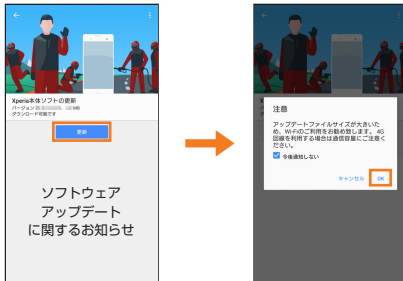 Xperia本体ソフトの更新
バージョン MB
ダウンロード可能です
更新
ソフトウェア
アップデート
に関するお知らせ
注意
アップデートファイルサイズが大きいた
め、Wi-Fiのご利用をお勧め致します。 4G
回線を利用する場合は通信容量にご注意く
ださい。
今後通知しない
キャンセル OK